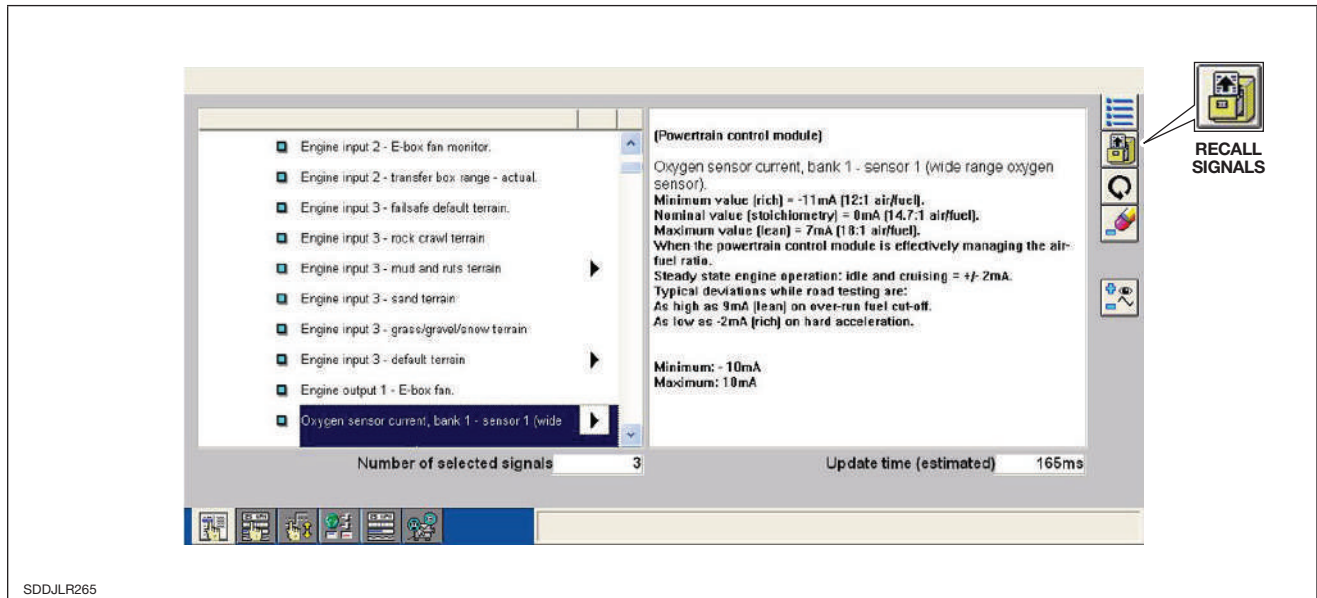 Engine input 2 - E-box fan monitor.
Engine input 2 - transfer box range - actual.
Engine input 3 - failsafe default terrain.
Engine input 3 - rock crawl terrain
Engine input 3 - mud and ruts terrain
Engine input 3 - sand terrain
Engine input 3 - grass/gravel/snow terrain
Engine input 3 - default terrain
Engine output 1 - E-box fan.
Oxygen sensor current, bank 1 - sensor 1 (wide
Number of selected signals 3
(Powertrain control module)
Oxygen sensor current, bank 1 - sensor 1 (wide range oxygen
sensor).
Minimum value (rich) = -11mA (12:1 air/fuel).
Nominal value (stoichiometry) = 0mA (14.7:1 air/fuel).
Maximum value (lean) = 7mA (18:1 air/fuel).
When the powertrain control module is effectively managing the air-
fuel ratio.
Steady state engine operation: idle and cruising = +/- 2mA.
Typical deviations while road testing are:
As high as 9mA (lean) on over-run fuel cut-off.
As low as -2mA (rich) on hard acceleration.
Minimum: - 10mA
Maximum: 10mA
Update time (estimated) 165ms
RECALL
SIGNALS
SDDJLR265